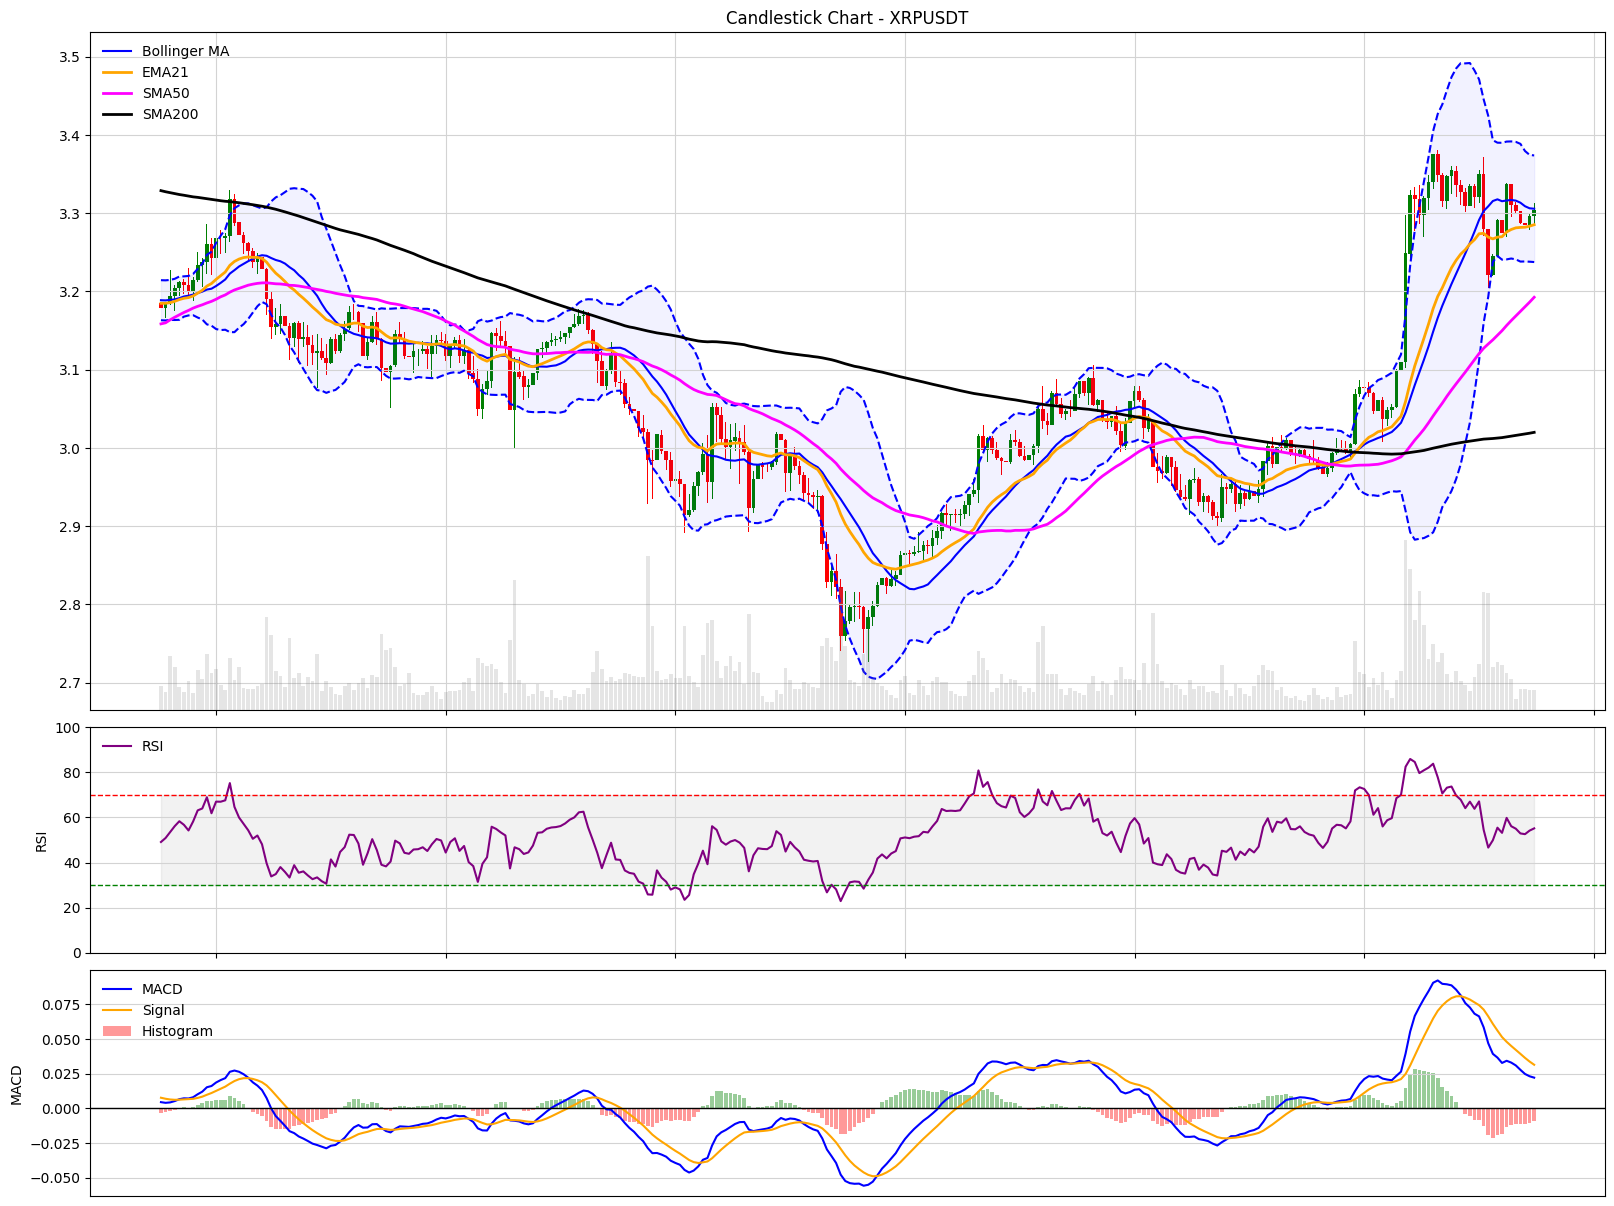 Candlestick Chart - XRPUSDT
Bollinger MA
EMA21
SMA50
SMA200
3.5
3.4
3.3
3.2
3.1
3.0
2.9
2.8
2.7
RSI
100
80
60
40
20
0
RSI
MACD
Signal
Histogram
0.075
0.050
0.025
0.000
−0.025
−0.050
MACD